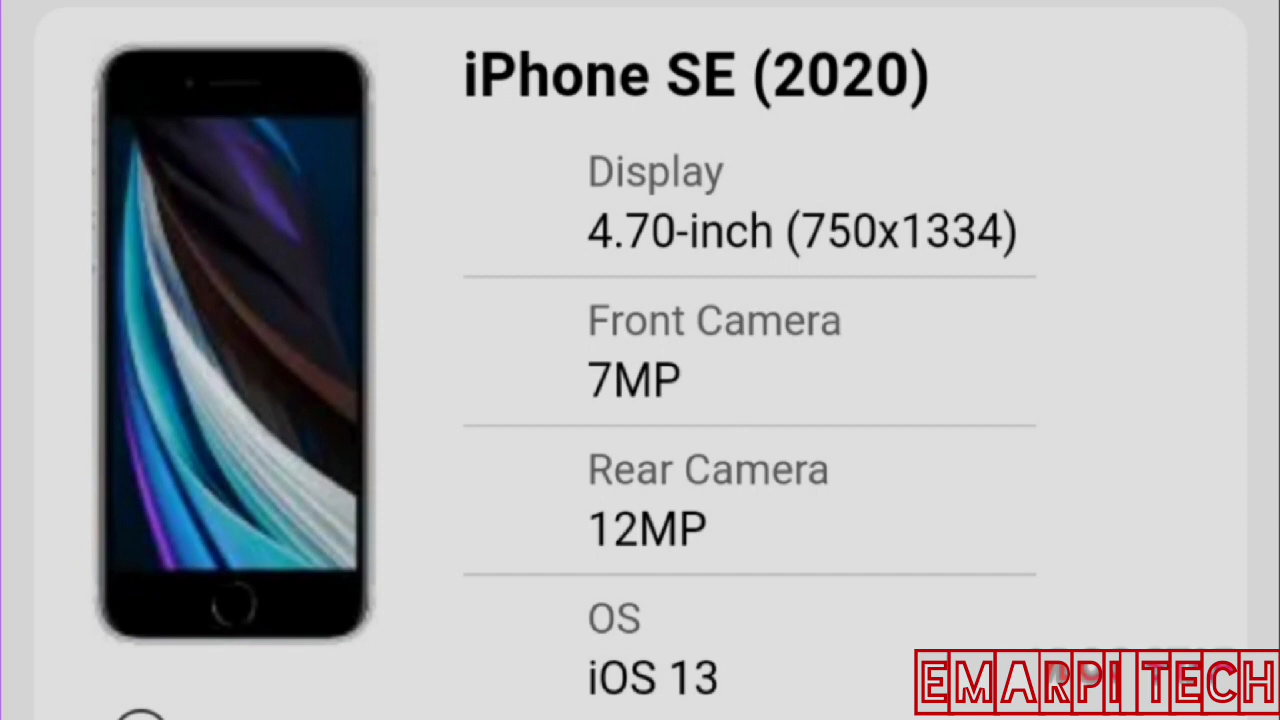 iPhone SE (2020)
Display
4.70-inch (750x1334)
Front Camera
7MP
Rear Camera
12MP
OS
iOS 13
EMARPI TECH